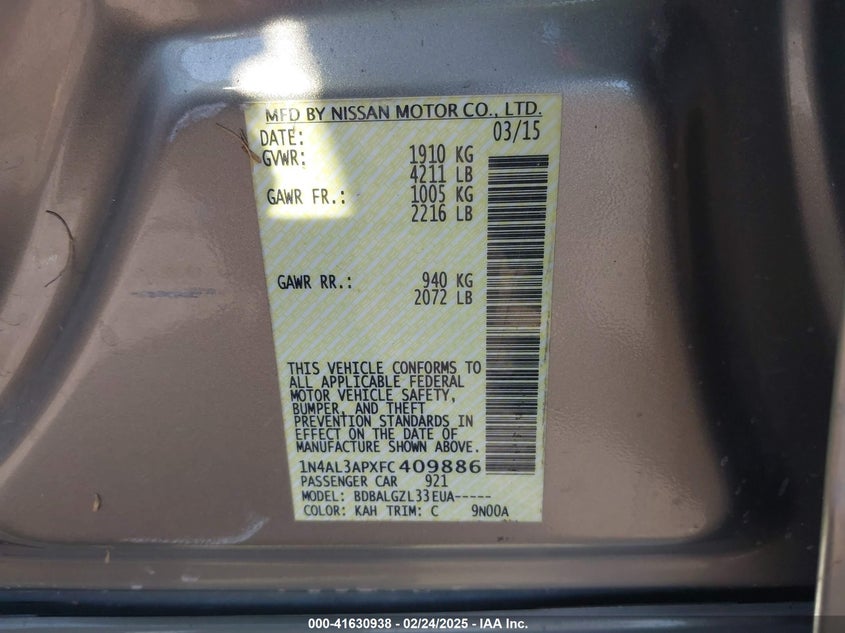 MFD BY NISSAN MOTOR CO., LTD.
DATE: 03/15
GVWR: 1910 KG
4211 LB
GAWR FR.: 1005 KG
2216 LB
GAWR RR.: 940 KG
2072 LB
THIS VEHICLE CONFORMS TO
ALL APPLICABLE FEDERAL
MOTOR VEHICLE SAFETY,
BUMPER, AND THEFT
PREVENTION STANDARDS IN
EFFECT ON THE DATE OF
MANUFACTURE SHOWN ABOVE.
1N4AL3APXFC409886
PASSENGER CAR 921
MODEL: BDBALGZL33EUA-----
COLOR: KAH TRIM: C 9N00A
000-41630938 - 02/24/2025 - IAA Inc.